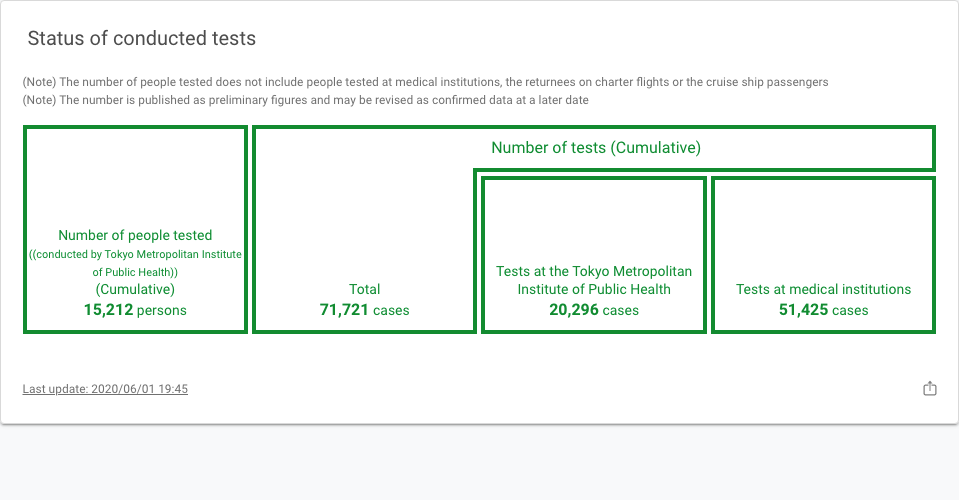 Status of conducted tests
(Note) The number of people tested does not include people tested at medical institutions, the returnees on charter flights or the cruise ship passengers
(Note) The number is published as preliminary figures and may be revised as confirmed data at a later date
Number of people tested
((conducted by Tokyo Metropolitan Institute
of Public Health))
(Cumulative)
15,212 persons
Number of tests (Cumulative)
Total
71,721 cases
Tests at the Tokyo Metropolitan
Institute of Public Health
20,296 cases
Tests at medical institutions
51,425 cases
Last update: 2020/06/01 19:45